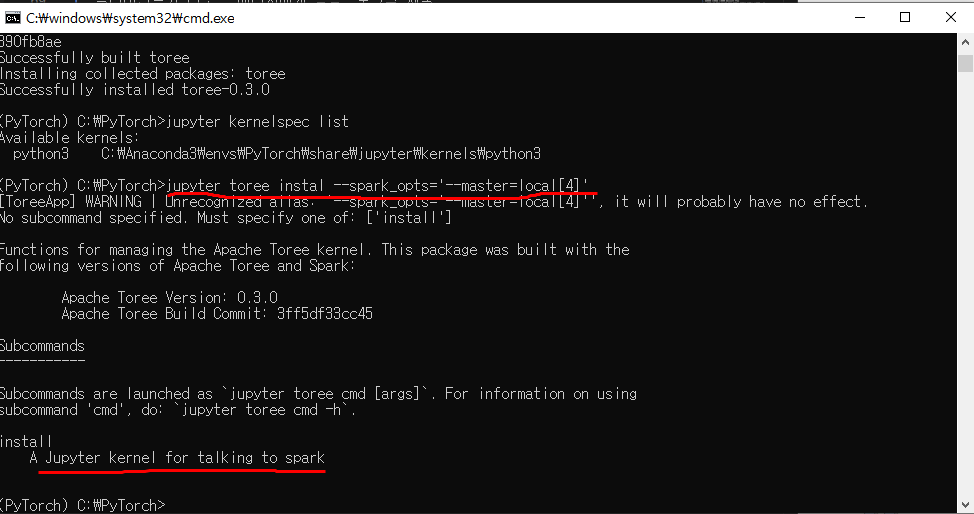 C:₩windows₩system32₩cmd.exe
390fb8ae
Successfully built toree
Installing collected packages: toree
Successfully installed toree-0.3.0
(PyTorch) C:₩PyTorch>jupyter kernelspec list
Available kernels:
python3    C:₩Anaconda3₩envs₩PyTorch₩share₩jupyter₩kernels₩python3
(PyTorch) C:₩PyTorch>jupyter toree instal --spark_opts='--master=local[4]'
[ToreeApp] WARNING | Unrecognized alias: '--master=local[4]'', it will probably have no effect.
No subcommand specified. Must specify one of: ['install']
Functions for managing the Apache Toree kernel. This package was built with the
following versions of Apache Toree and Spark:
Apache Toree Version: 0.3.0
Apache Toree Build Commit: 3ff5df33cc45
Subcommands
-----------
Subcommands are launched as `jupyter toree cmd [args]`. For information on using
subcommand 'cmd', do: `jupyter toree cmd -h`.
install
A Jupyter kernel for talking to spark
(PyTorch) C:₩PyTorch>